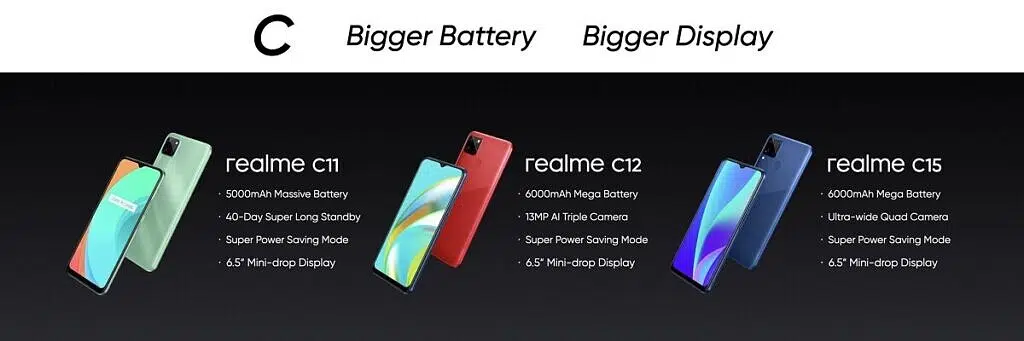 C Bigger Battery Bigger Display
realme C11
· 5000mAh Massive Battery
· 40-Day Super Long Standby
· Super Power Saving Mode
· 6.5” Mini-drop Display
realme C12
· 6000mAh Mega Battery
· 13MP AI Triple Camera
· Super Power Saving Mode
· 6.5” Mini-drop Display
realme C15
· 6000mAh Mega Battery
· Ultra-wide Quad Camera
· Super Power Saving Mode
· 6.5” Mini-drop Display